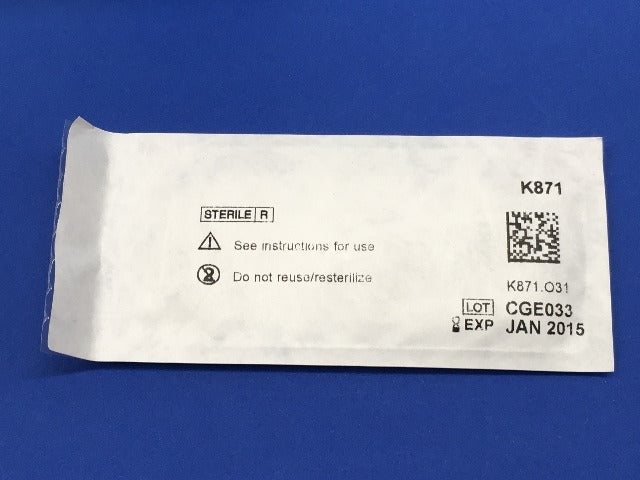 K871
STERILE R
See instructions for use
Do not reuse/resterilize
K871.O31
LOT CGE033
EXP JAN 2015